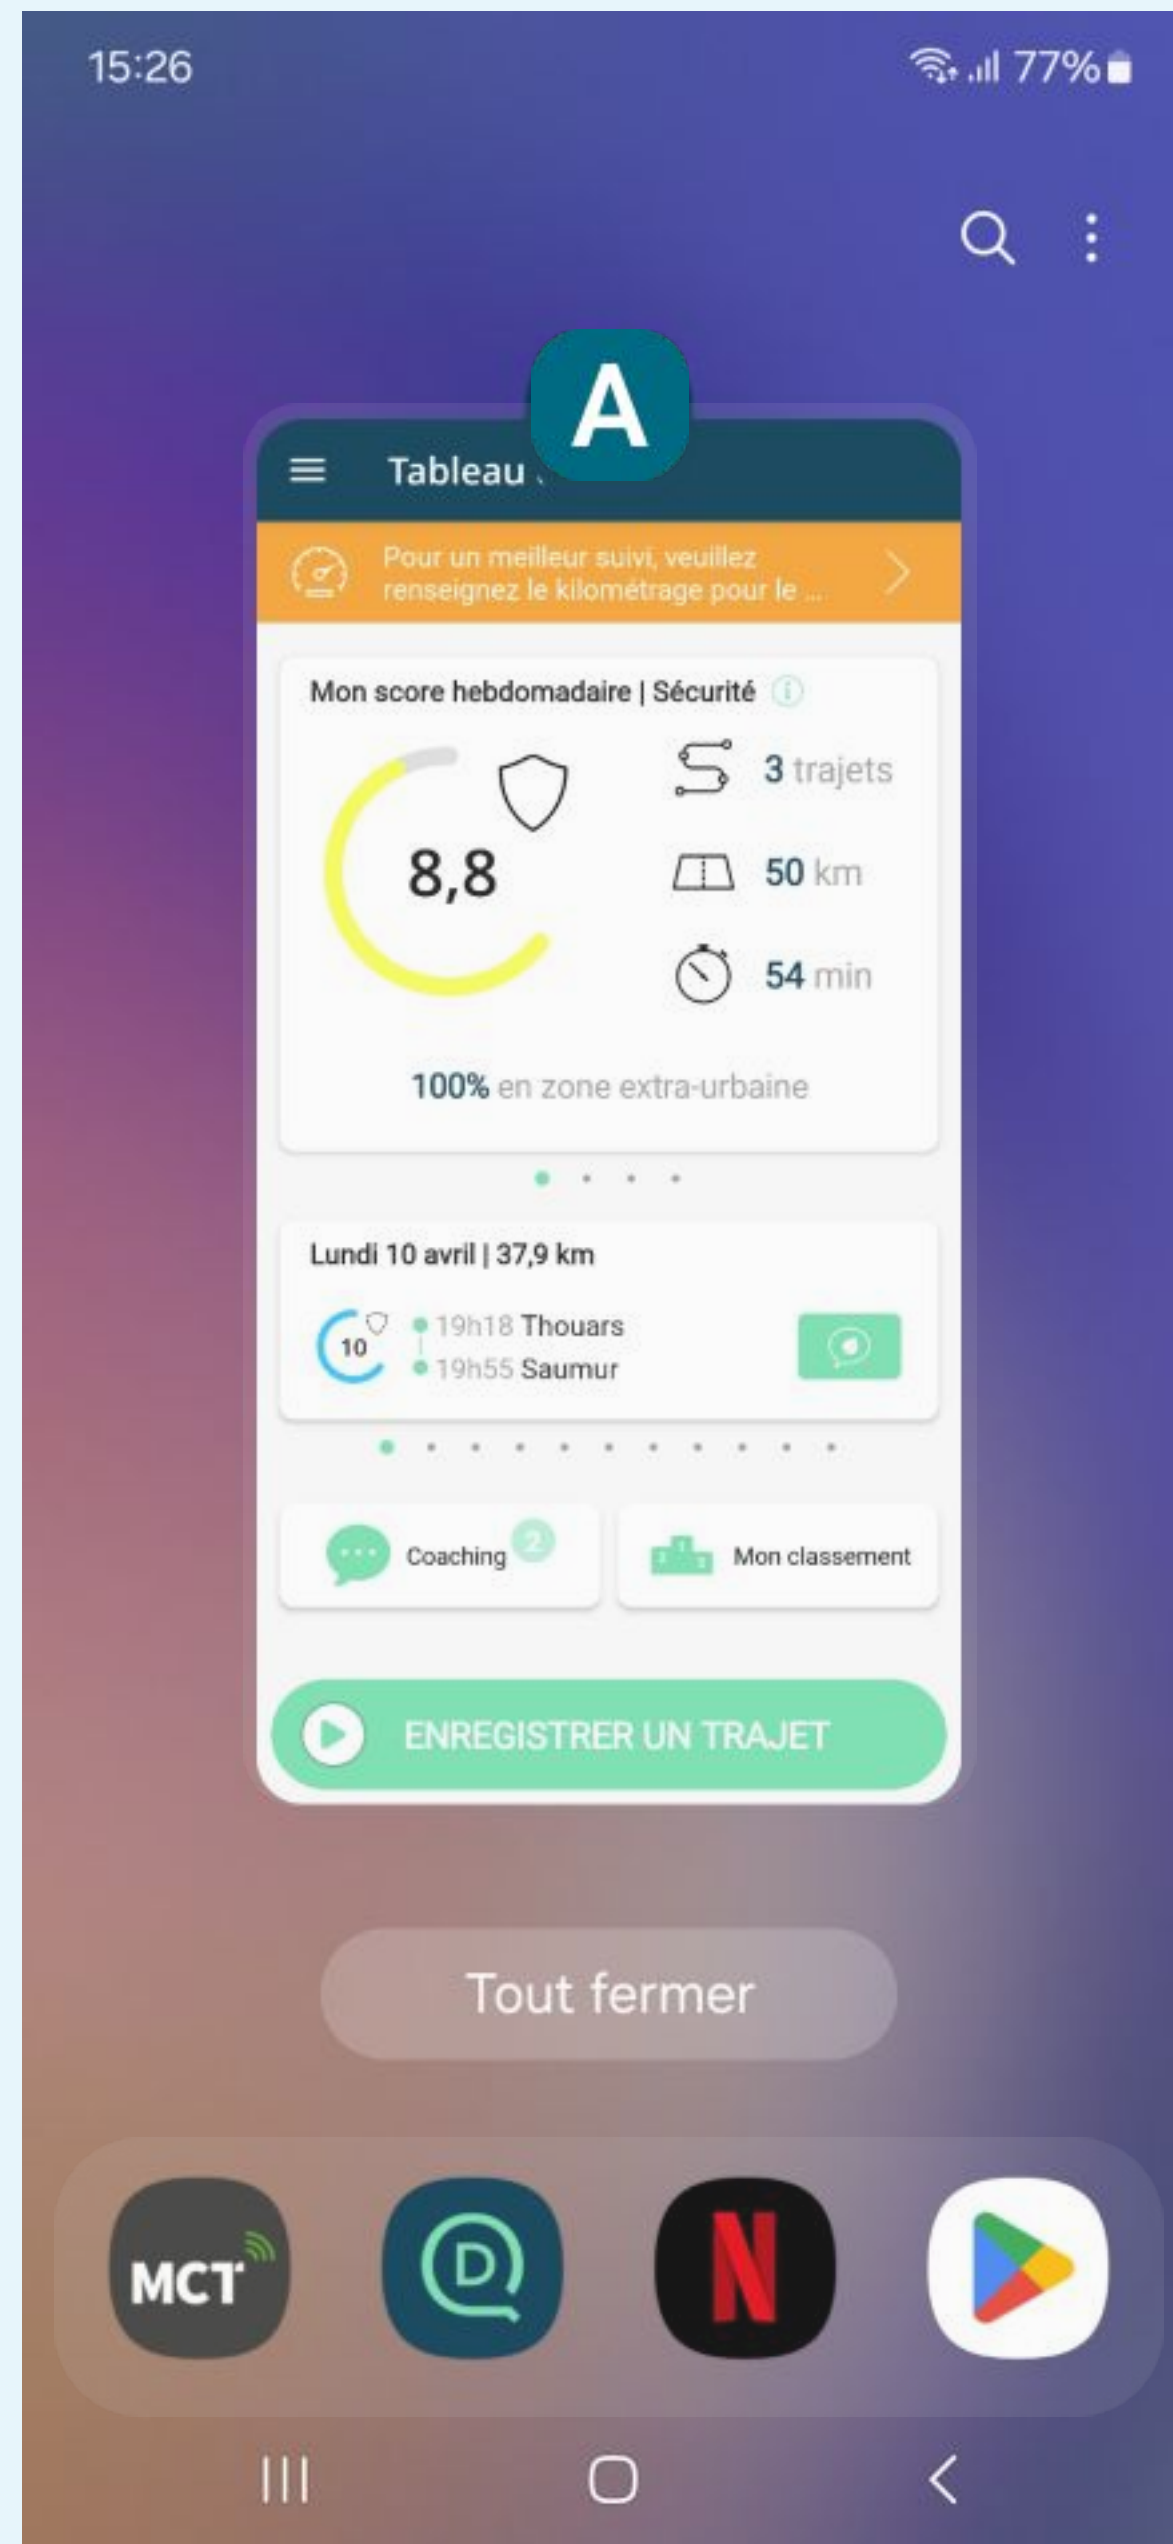 15:26
77%
A
Tableau
Pour un meilleur suivi, veuillez
renseignez le kilométrage pour le ...
Mon score hebdomadaire | Sécurité
8,8
3 trajets
50 km
54 min
100% en zone extra-urbaine
Lundi 10 avril | 37,9 km
10
19h18 Thouars
19h55 Saumur
Coaching 2
Mon classement
ENREGISTRER UN TRAJET
Tout fermer
MCT
D
N